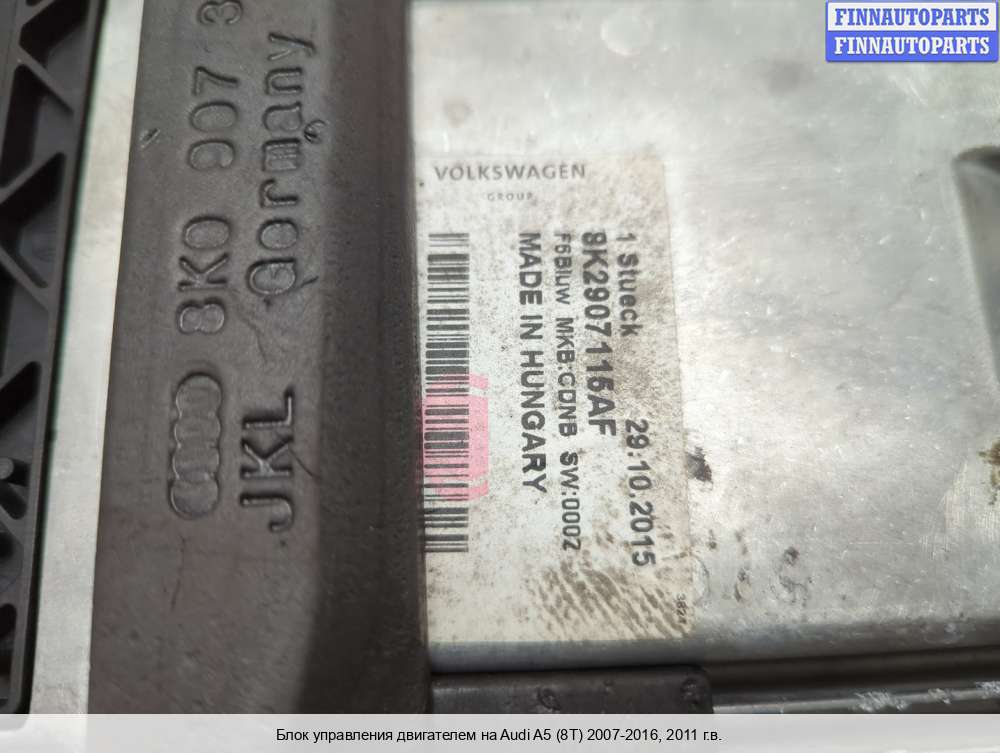 FINNAUTOPARTS
FINNAUTOPARTS
8K0 907 3
Germany
JKL
VOLKSWAGEN
GROUP
1 Stueck 29:10.2015
8K2907115AF
F6BIUW MKB:CDNB SW:0002
MADE IN HUNGARY
Блок управления двигателем на Audi A5 (8T) 2007-2016, 2011 г.в.